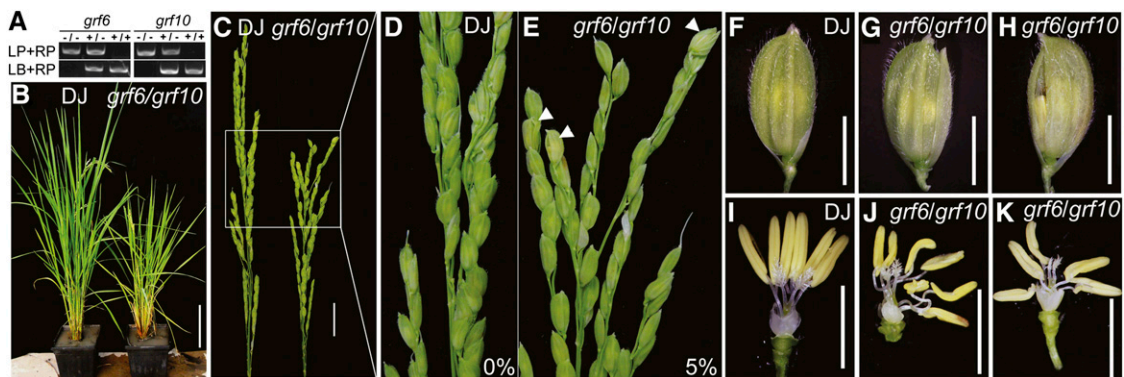 A grf6 grf10
-/- +/- +/+ -/- +/- +/+
LP+RP
LB+RP
B DJ grf6/grf10
C DJ grf6/grf10
D DJ
0%
E grf6/grf10
5%
F DJ
G grf6/grf10
H grf6/grf10
I DJ
J grf6/grf10
K grf6/grf10